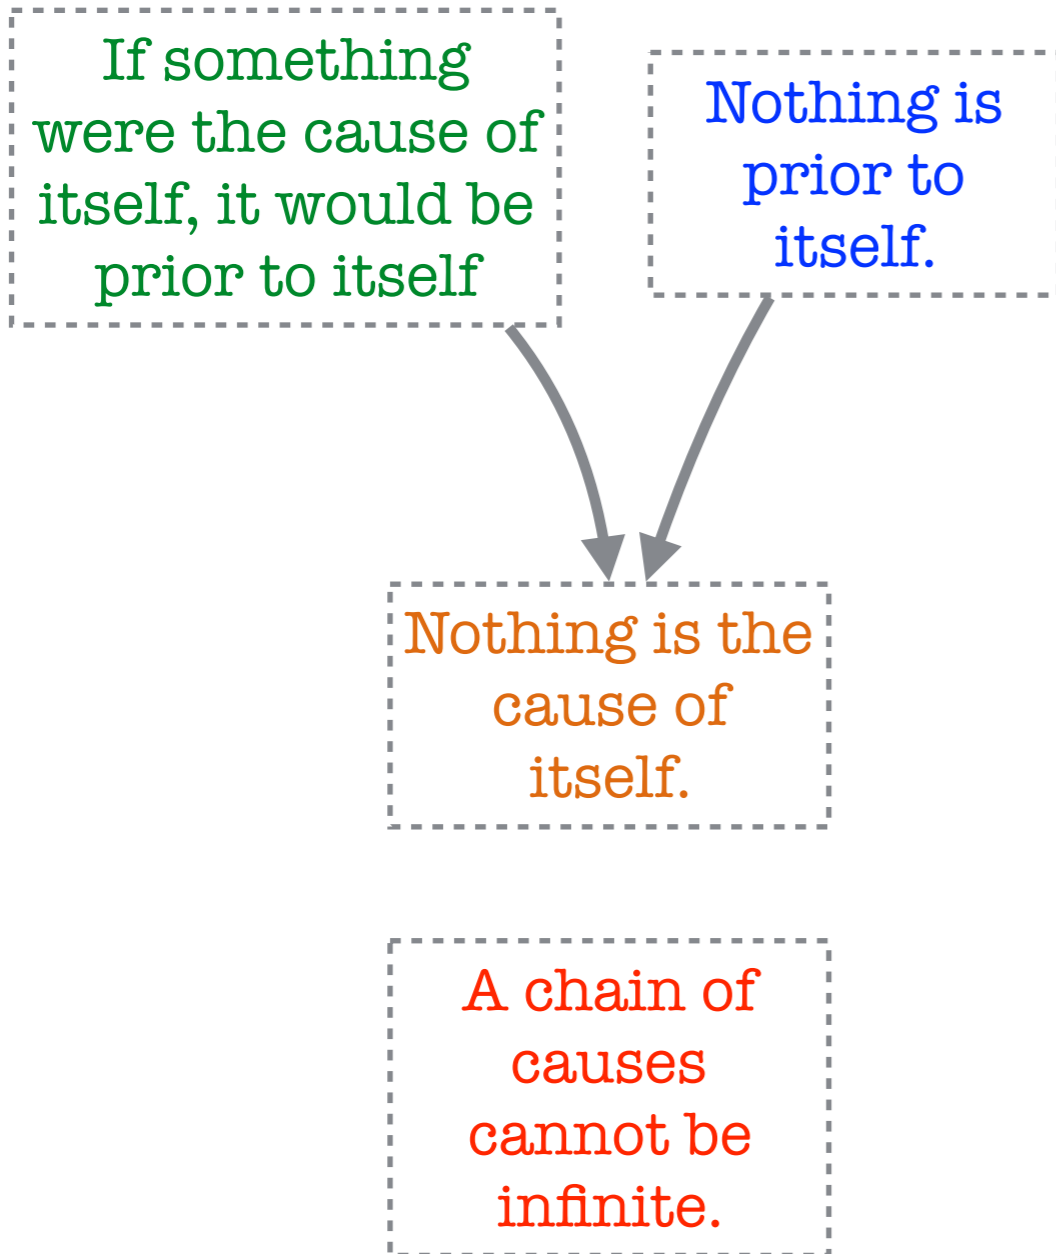 If something
were the cause of
itself, it would be
prior to itself
Nothing is
prior to
itself.
Nothing is the
cause of
itself.
A chain of
causes
cannot be
infinite.